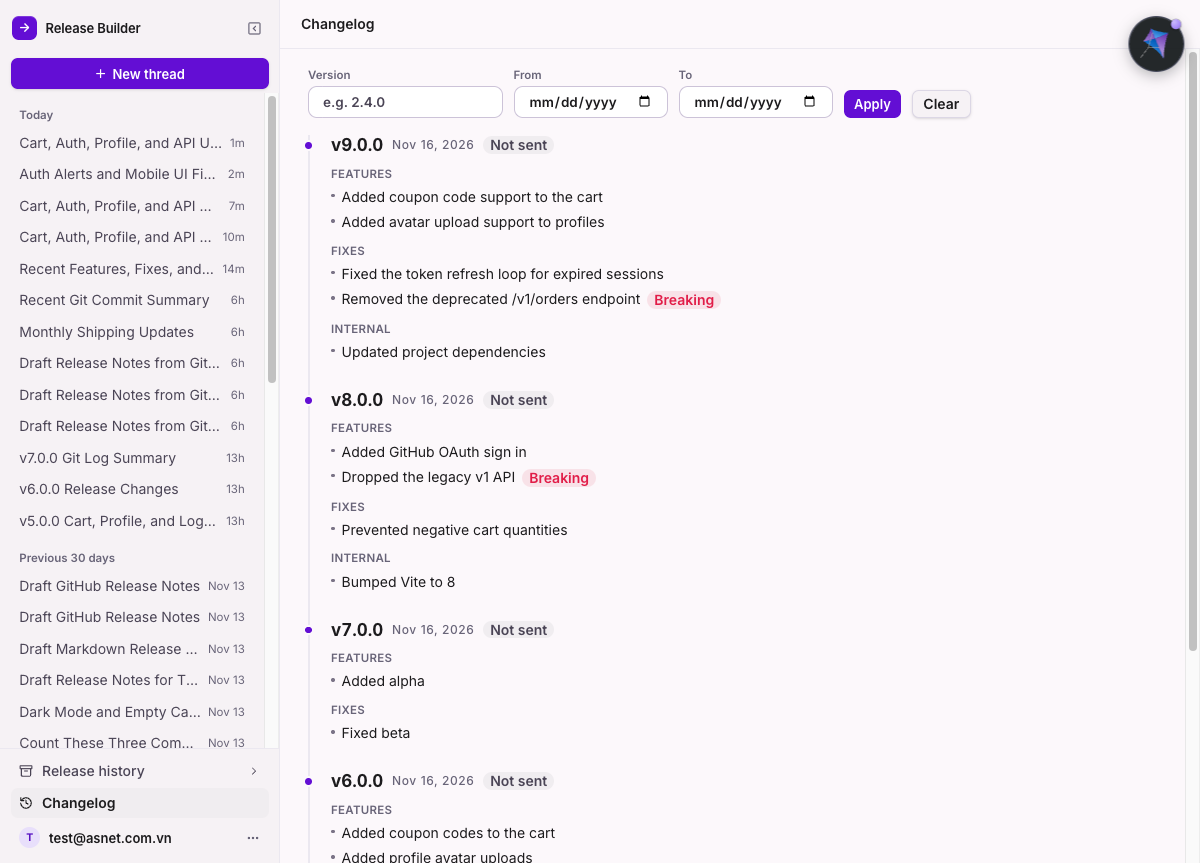 Release Builder
+ New thread
Today
Cart, Auth, Profile, and API U... 1m
Auth Alerts and Mobile UI Fi... 2m
Cart, Auth, Profile, and API ... 7m
Cart, Auth, Profile, and API ... 10m
Recent Features, Fixes, and... 14m
Recent Git Commit Summary 6h
Monthly Shipping Updates 6h
Draft Release Notes from Git... 6h
Draft Release Notes from Git... 6h
Draft Release Notes from Git... 6h
v7.0.0 Git Log Summary 13h
v6.0.0 Release Changes 13h
v5.0.0 Cart, Profile, and Log... 13h
Previous 30 days
Draft GitHub Release Notes Nov 13
Draft GitHub Release Notes Nov 13
Draft Markdown Release ... Nov 13
Draft Release Notes for T... Nov 13
Dark Mode and Empty Ca... Nov 13
Count These Three Com... Nov 13
Release history
Changelog
T test@asnet.com.vn
Changelog
Version From To
e.g. 2.4.0 mm/dd/yyyy mm/dd/yyyy Apply Clear
v9.0.0 Nov 16, 2026 Not sent
FEATURES
Added coupon code support to the cart
Added avatar upload support to profiles
FIXES
Fixed the token refresh loop for expired sessions
Removed the deprecated /v1/orders endpoint Breaking
INTERNAL
Updated project dependencies
v8.0.0 Nov 16, 2026 Not sent
FEATURES
Added GitHub OAuth sign in
Dropped the legacy v1 API Breaking
FIXES
Prevented negative cart quantities
INTERNAL
Bumped Vite to 8
v7.0.0 Nov 16, 2026 Not sent
FEATURES
Added alpha
FIXES
Fixed beta
v6.0.0 Nov 16, 2026 Not sent
FEATURES
Added coupon codes to the cart
Added profile avatar uploads